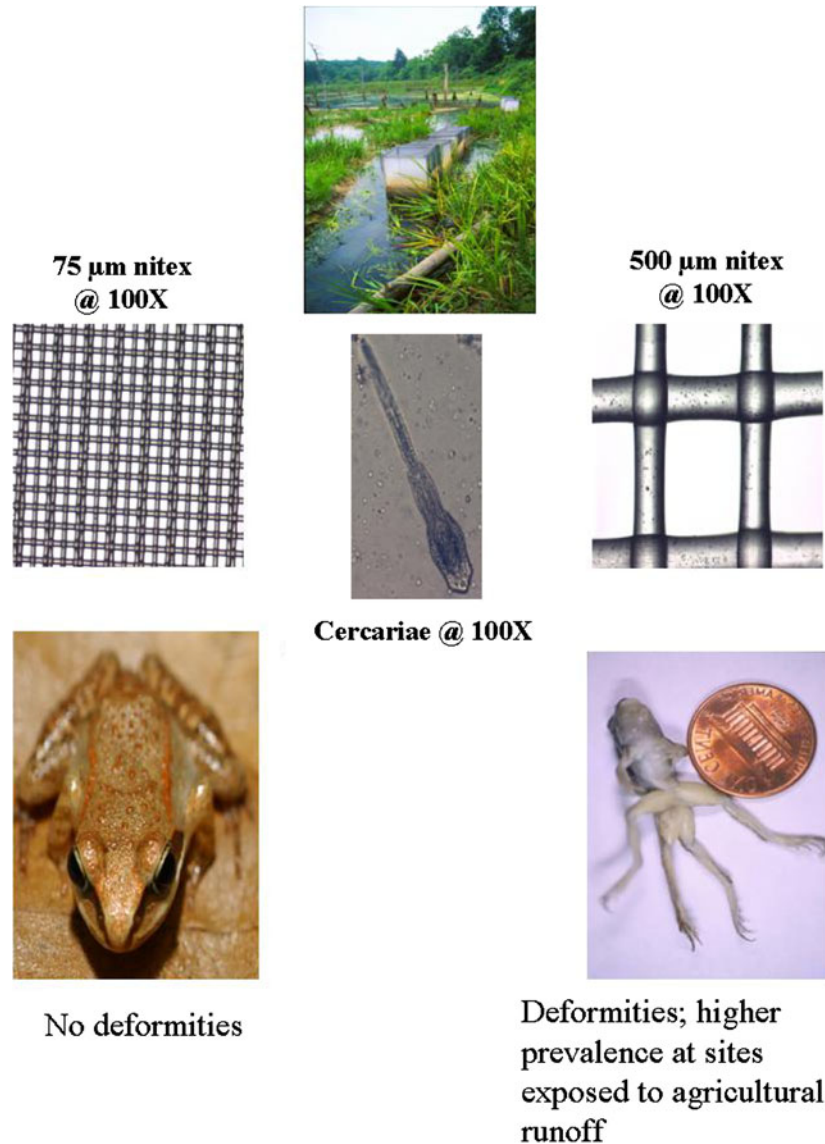 75 µm nitex
@ 100X
500 µm nitex
@ 100X
Cercariae @ 100X
No deformities
Deformities; higher
prevalence at sites
exposed to agricultural
runoff